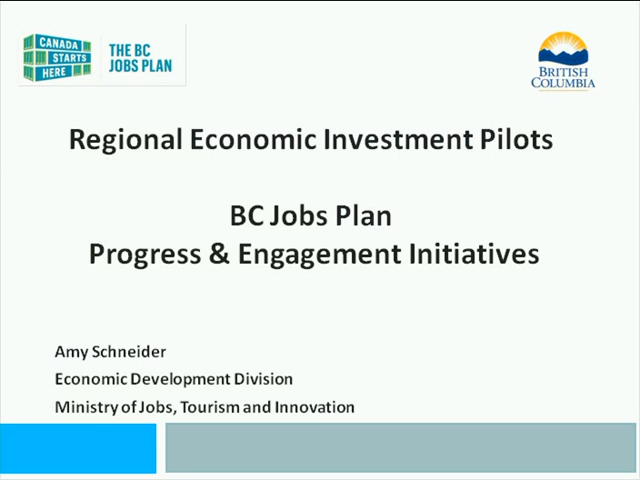 CANADA
STARTS
HERE
THE BC
JOBS PLAN
BRITISH
COLUMBIA
Regional Economic Investment Pilots
BC Jobs Plan
Progress & Engagement Initiatives
Amy Schneider
Economic Development Division
Ministry of Jobs, Tourism and Innovation